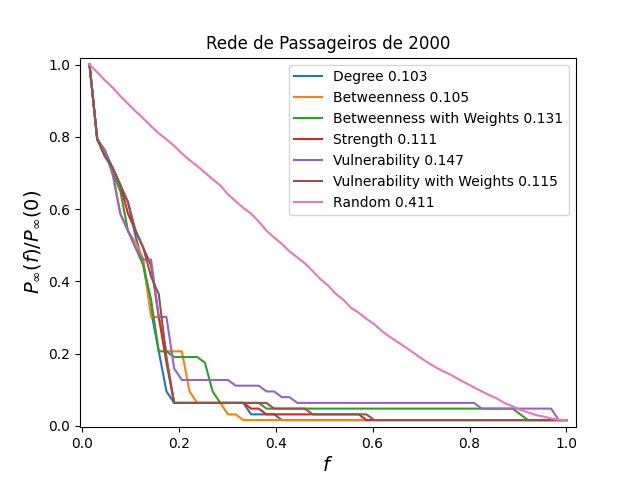 Rede de Passageiros de 2000
P∞(f)/P∞(0)
1.0
0.8
0.6
0.4
0.2
0.0
Degree 0.103
Betweenness 0.105
Betweenness with Weights 0.131
Strength 0.111
Vulnerability 0.147
Vulnerability with Weights 0.115
Random 0.411
0.0 0.2 0.4 0.6 0.8 1.0
f